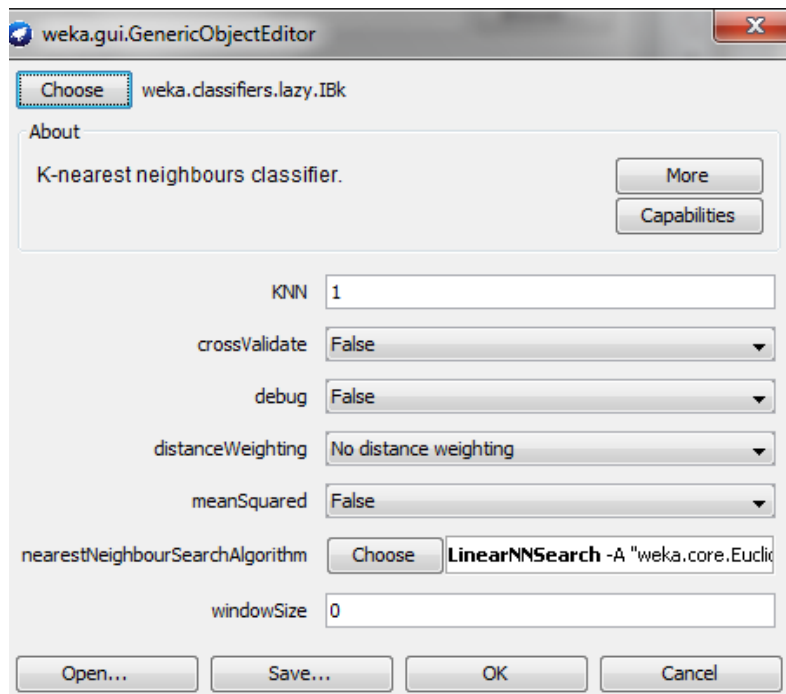 weka.gui.GenericObjectEditor
Choose weka.classifiers.lazy.IBk
About
K-nearest neighbours classifier.
More
Capabilities
KNN 1
crossValidate False
debug False
distanceWeighting No distance weighting
meanSquared False
nearestNeighbourSearchAlgorithm Choose LinearNNSearch -A "weka.core.Euclid
windowSize 0
Open... Save... OK Cancel